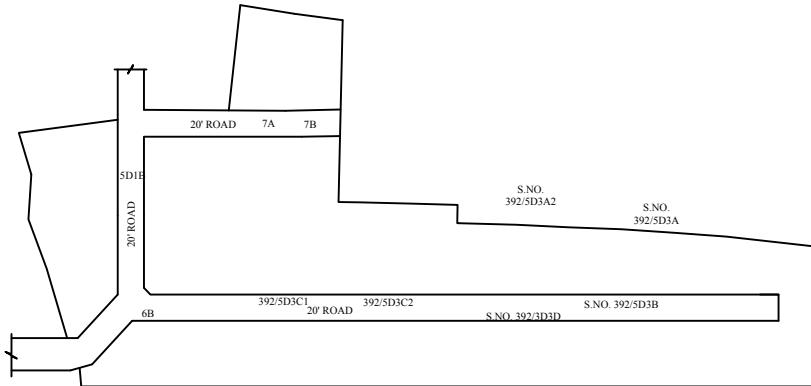 20' ROAD
7A
7B
5D1B
20' ROAD
S.NO.
392/5D3A2
S.NO.
392/5D3A
392/5D3C1
392/5D3C2
20' ROAD
S.NO. 392/5D3B
S.NO. 392/3D3D
6B